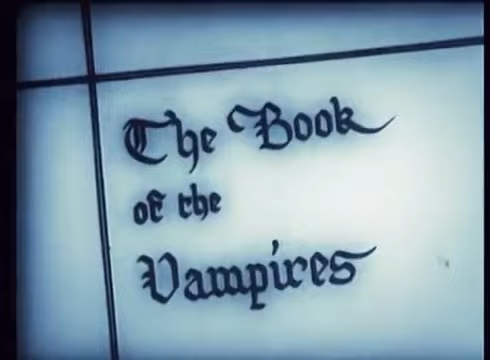 The Book
of the
Vampires